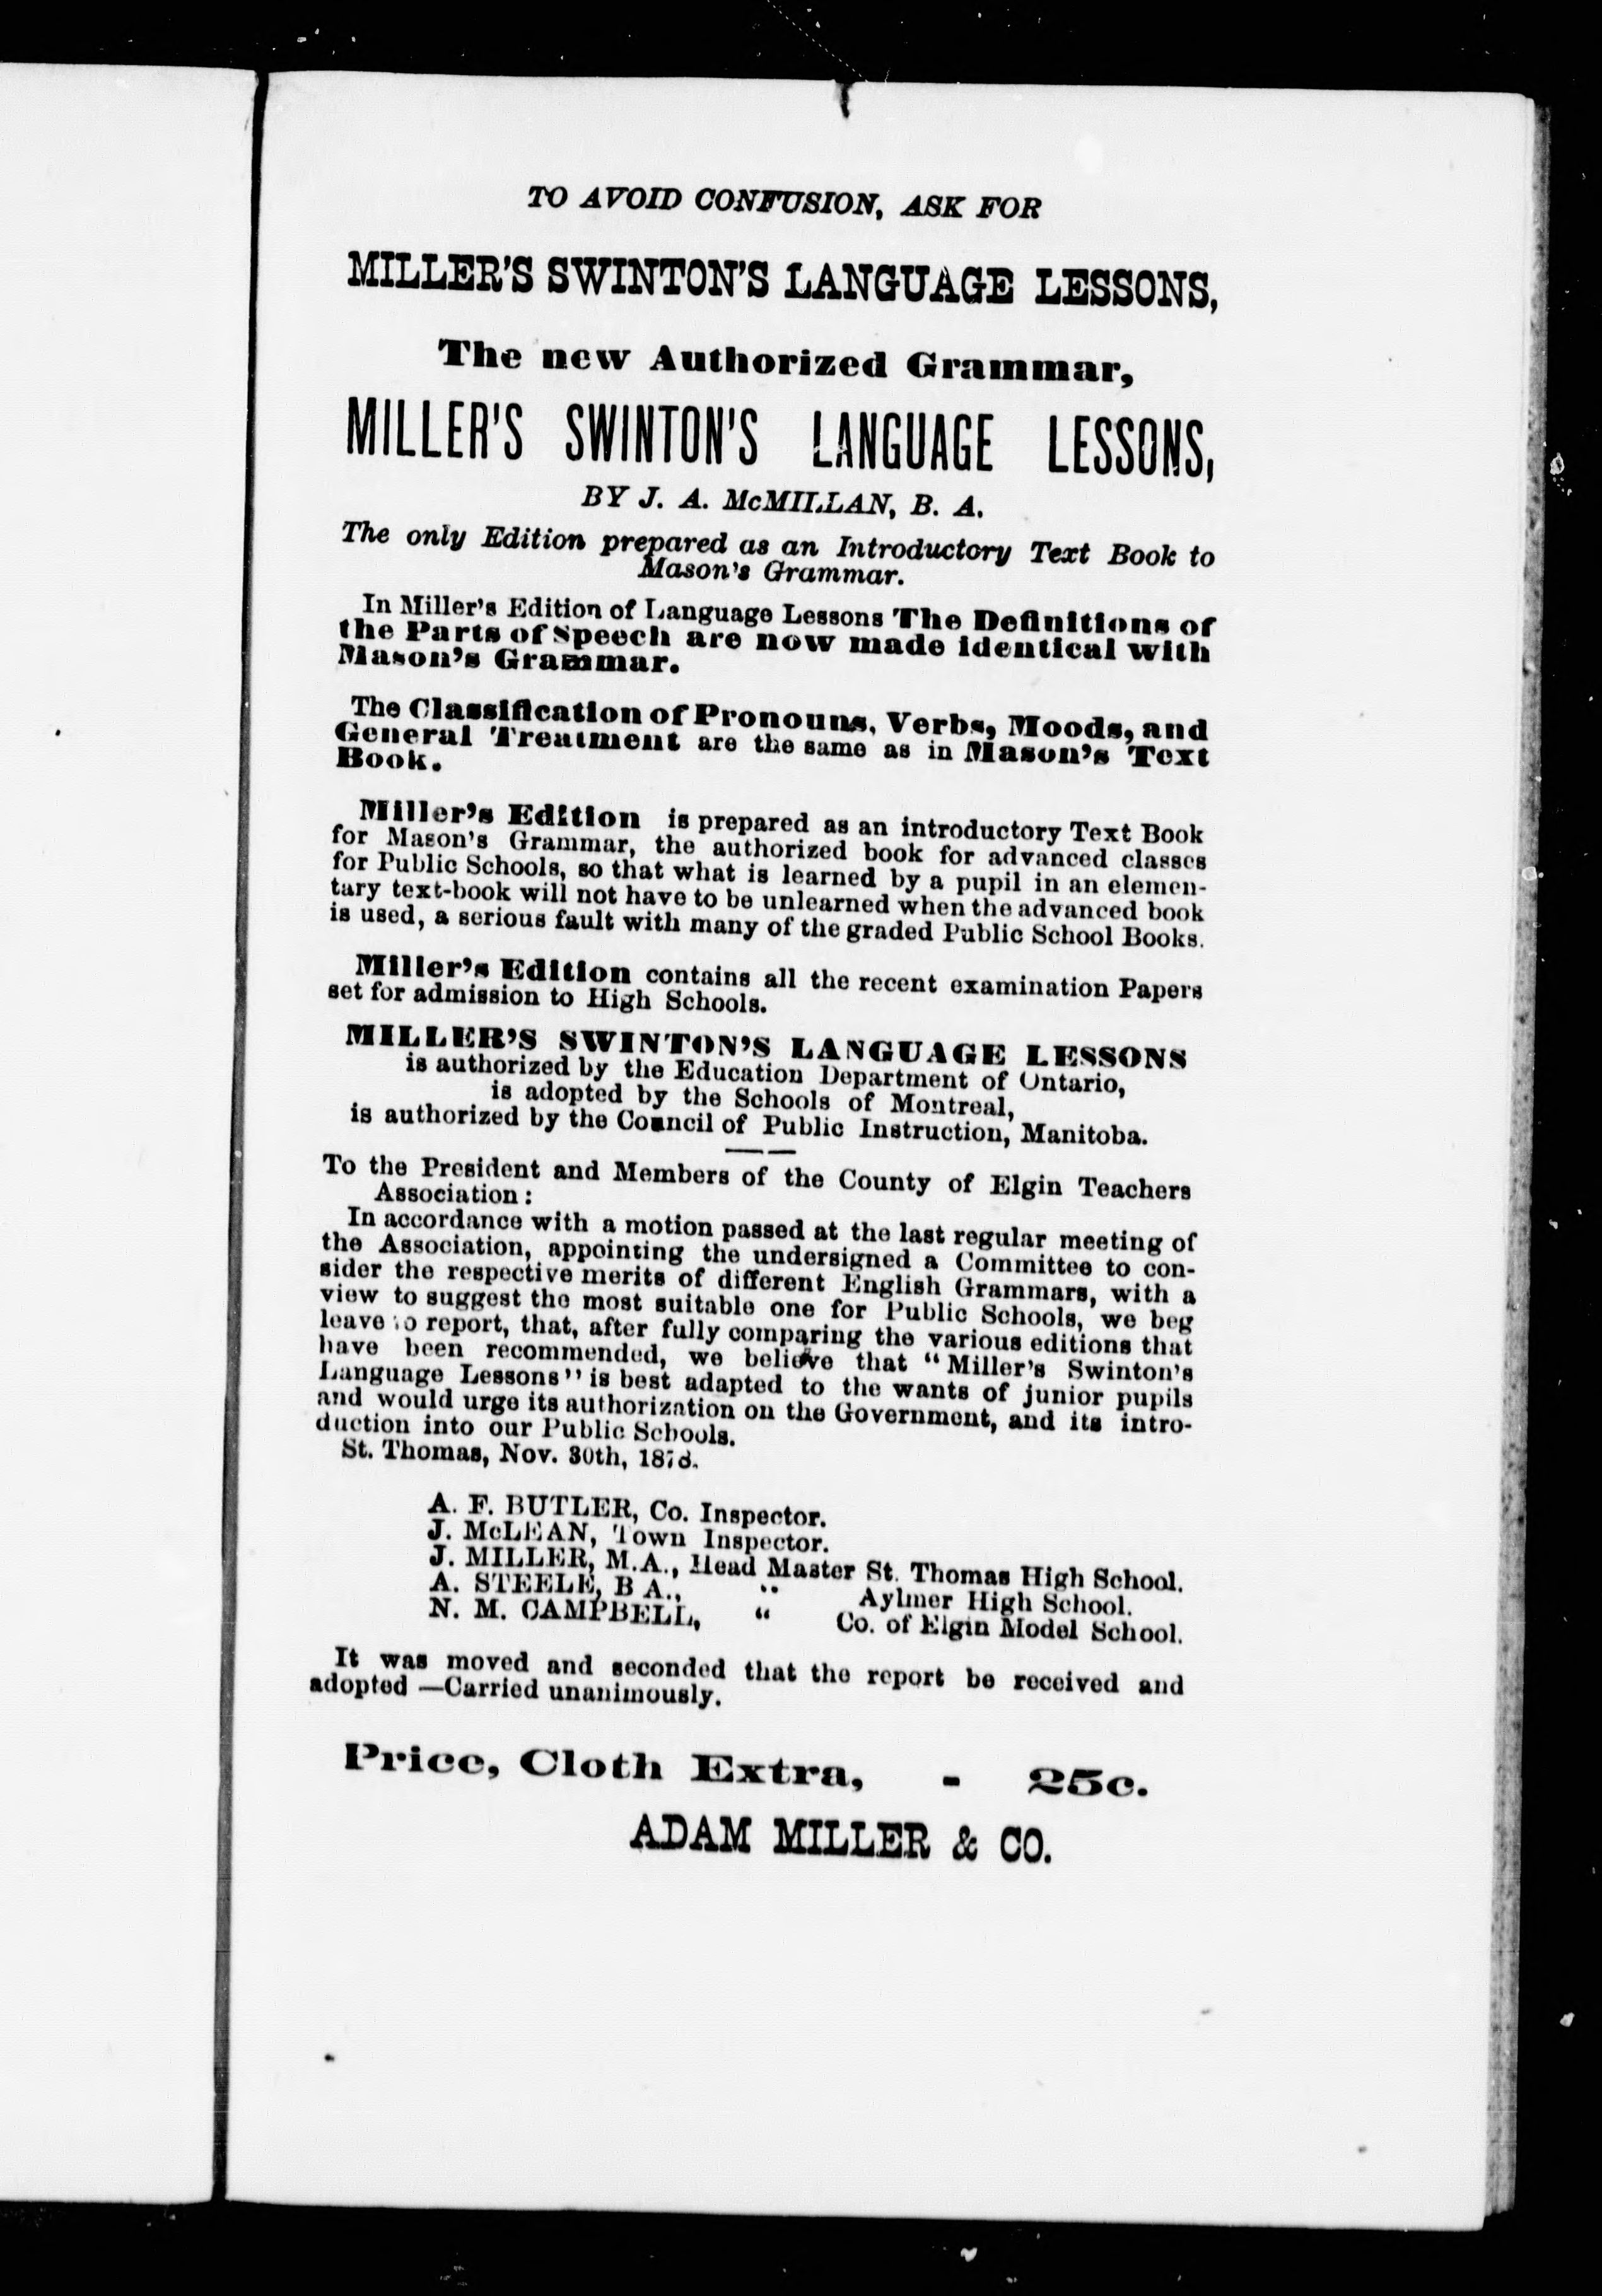 TO AVOID CONFUSION, ASK FOR
MILLER'S SWINTON'S LANGUAGE LESSONS,
The new Authorized Grammar,
MILLER'S SWINTON'S LANGUAGE LESSONS,
BY J. A. McMILLAN, B. A.
The only Edition prepared as an Introductory Text Book to
Mason's Grammar.
In Miller's Edition of Language Lessons The Definitions of
the Parts of Speech are now made identical with
Mason's Grammar.
The Classification of Pronouns, Verbs, Moods, and
General Treatment are the same as in Mason's Text
Book.
Miller's Edition is prepared as an introductory Text Book
for Mason's Grammar, the authorized book for advanced classes
for Public Schools, so that what is learned by a pupil in an elemen-
tary text-book will not have to be unlearned when the advanced book
is used, a serious fault with many of the graded Public School Books.
Miller's Edition contains all the recent examination Papers
set for admission to High Schools.
MILLER'S SWINTON'S LANGUAGE LESSONS
is authorized by the Education Department of Ontario,
is adopted by the Schools of Montreal,
is authorized by the Council of Public Instruction, Manitoba.
To the President and Members of the County of Elgin Teachers
Association:
In accordance with a motion passed at the last regular meeting of
the Association, appointing the undersigned a Committee to con-
sider the respective merits of different English Grammars, with a
view to suggest the most suitable one for Public Schools, we beg
leave to report, that, after fully comparing the various editions that
have been recommended, we believe that "Miller's Swinton's
Language Lessons" is best adapted to the wants of junior pupils
and would urge its authorization on the Government, and its intro-
duction into our Public Schools.
St. Thomas, Nov. 30th, 1878.
A. F. BUTLER, Co. Inspector.
J. McLEAN, Town Inspector.
J. MILLER, M.A., Head Master St. Thomas High School.
A. STEELE, B A., " Aylmer High School.
N. M. CAMPBELL, " Co. of Elgin Model School.
It was moved and seconded that the report be received and
adopted —Carried unanimously.
Price, Cloth Extra, - 25c.
ADAM MILLER & CO.